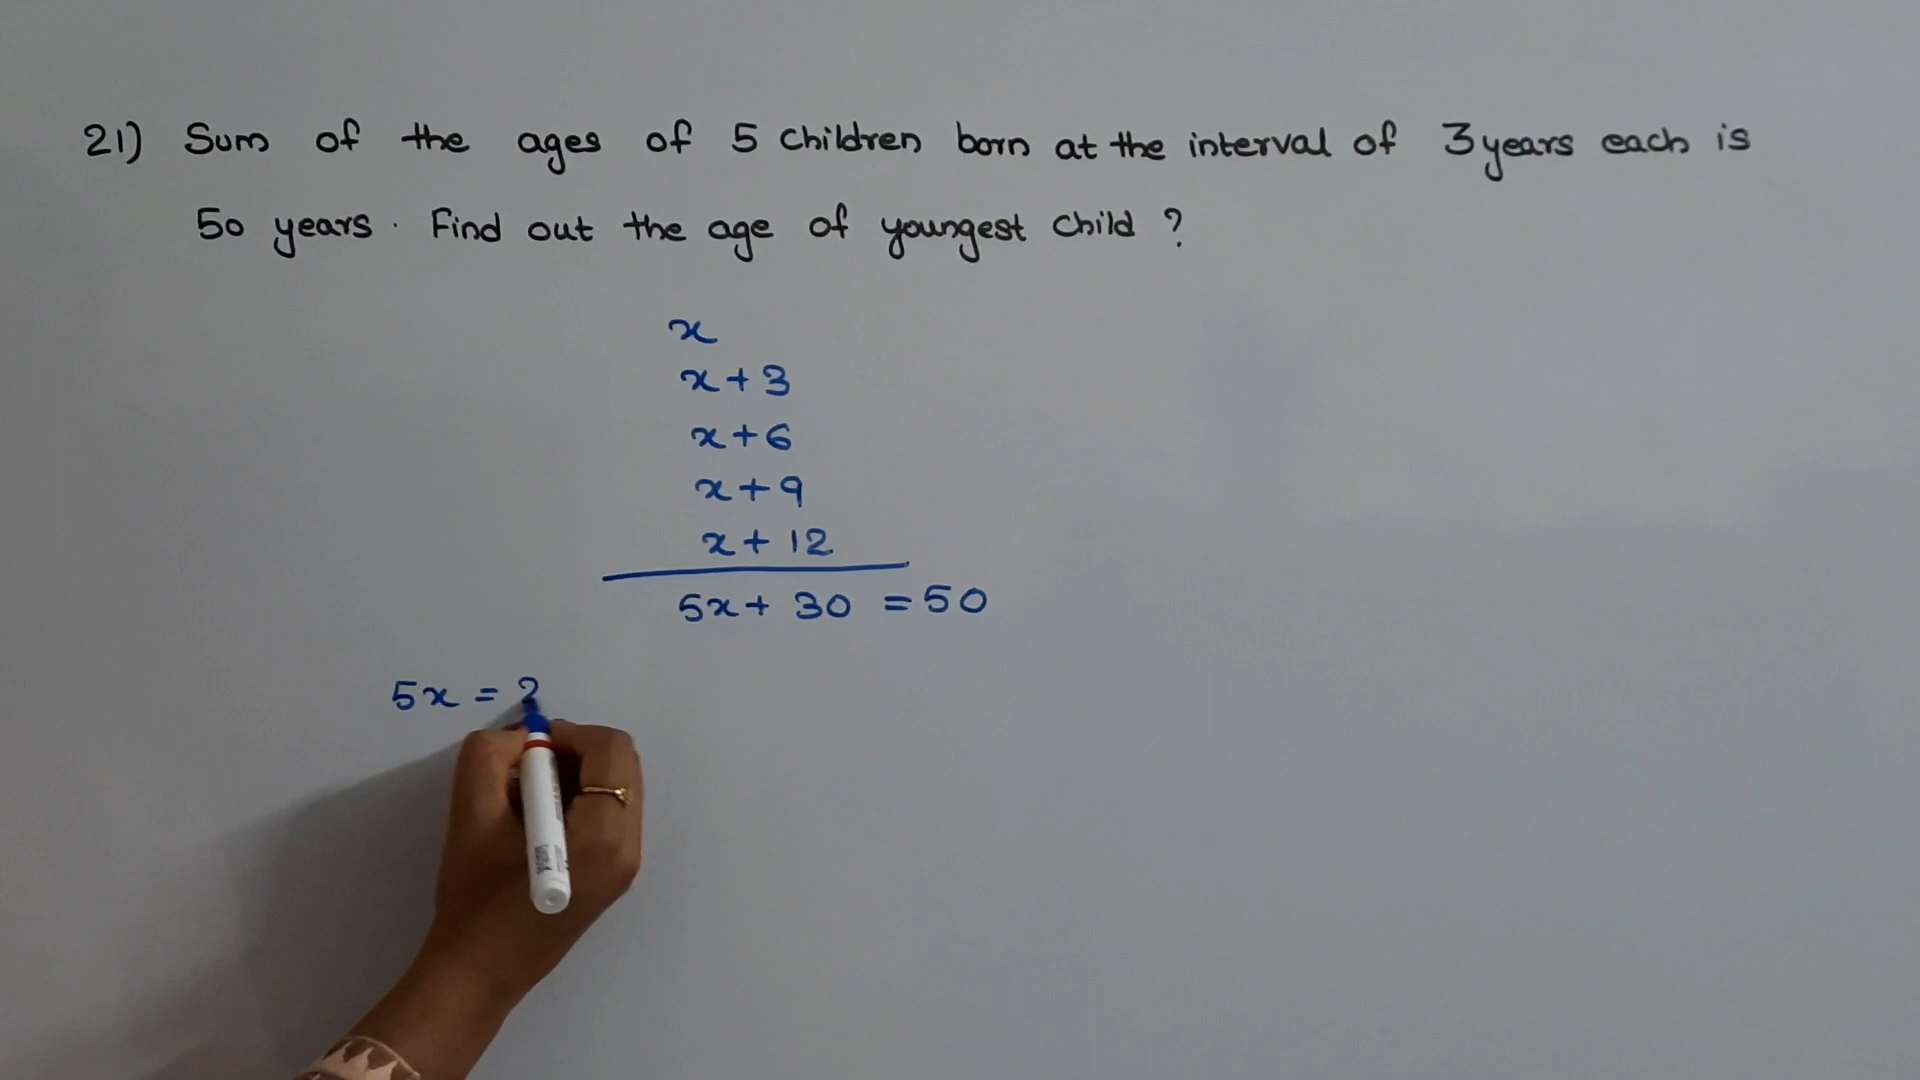 21) Sum of the ages of 5 children born at the interval of 3 years each is
50 years. Find out the age of youngest child ?
x
x + 3
x + 6
x + 9
x + 12
5x + 30 = 50
5x = 2